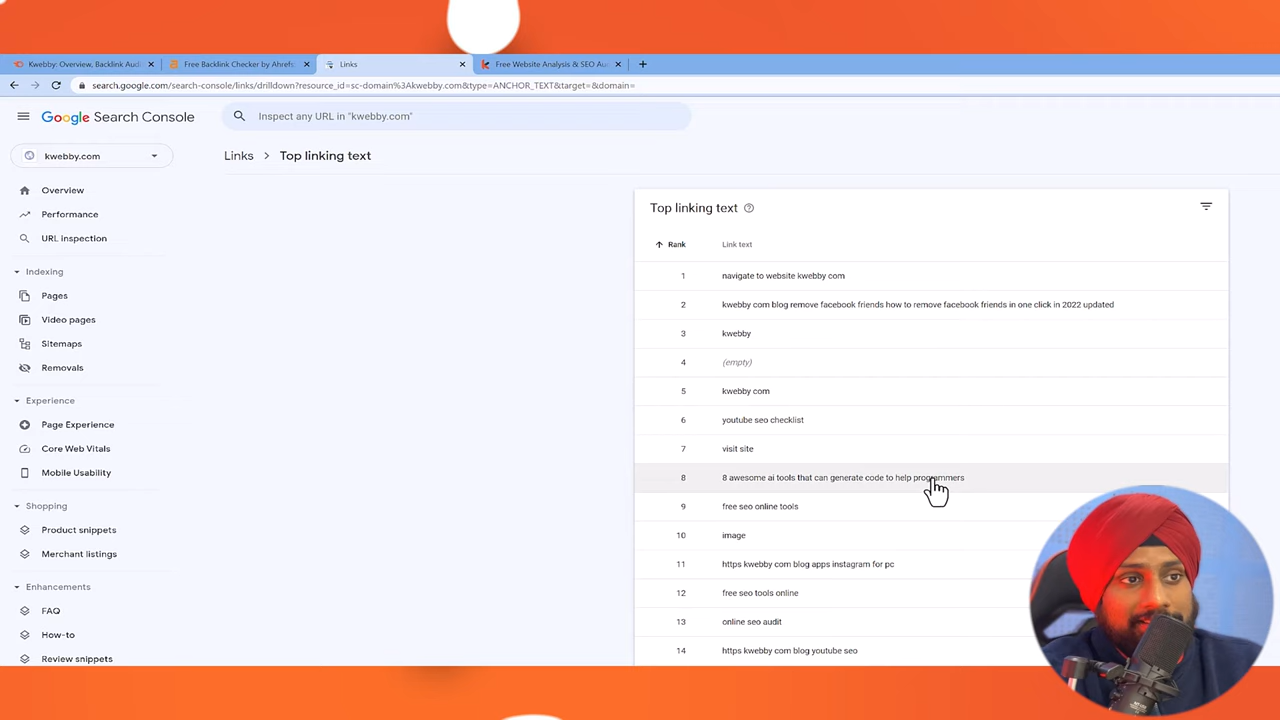 Kwebby: Overview, Backlink Audi
Free Backlink Checker by Ahrefs
Links
Free Website Analysis & SEO Au
search.google.com/search-console/links/drilldown?resource_id=sc-domain%3Akwebby.com&type=ANCHOR_TEXT&target=&domain=
Google Search Console
Inspect any URL in "kwebby.com"
kwebby.com
Links
Top linking text
Overview
Performance
URL inspection
Indexing
Pages
Video pages
Sitemaps
Removals
Experience
Page Experience
Core Web Vitals
Mobile Usability
Shopping
Product snippets
Merchant listings
Enhancements
FAQ
How-to
Review snippets
Top linking text
Rank Link text
1 navigate to website kwebby com
2 kwebby com blog remove facebook friends how to remove facebook friends in one click in 2022 updated
3 kwebby
4 (empty)
5 kwebby com
6 youtube seo checklist
7 visit site
8 8 awesome ai tools that can generate code to help programmers
9 free seo online tools
10 image
11 https kwebby com blog apps instagram for pc
12 free seo tools online
13 online seo audit
14 https kwebby com blog youtube seo